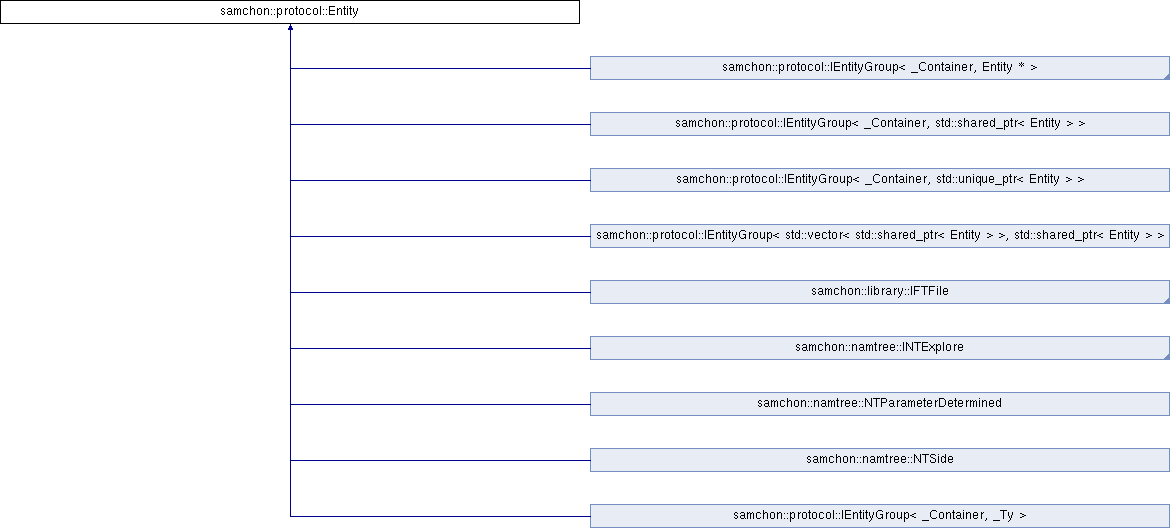 samchon::protocol::Entity
samchon::protocol::IEntityGroup< _Container, Entity * >
samchon::protocol::IEntityGroup< _Container, std::shared_ptr< Entity > >
samchon::protocol::IEntityGroup< _Container, std::unique_ptr< Entity > >
samchon::protocol::IEntityGroup< std::vector< std::shared_ptr< Entity > >, std::shared_ptr< Entity > >
samchon::library::IFTFile
samchon::namtree::INTExplore
samchon::namtree::NTParameterDetermined
samchon::namtree::NTSide
samchon::protocol::IEntityGroup< _Container, _Ty >